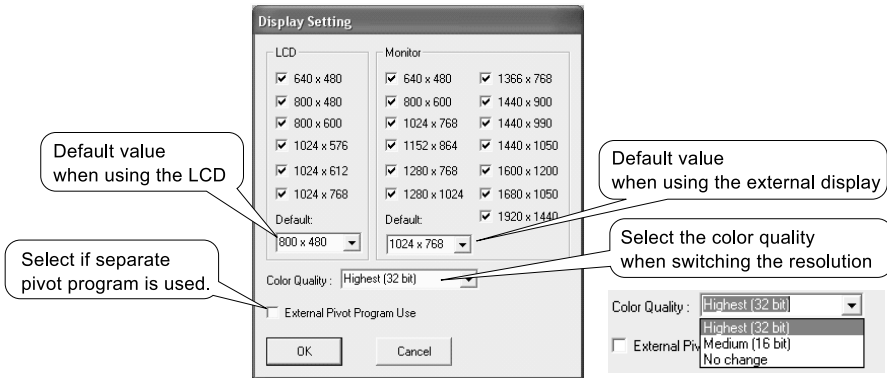 Display Setting
LCD
640 x 480
800 x 480
800 x 600
1024 x 576
1024 x 612
1024 x 768
Default:
800 x 480
Monitor
640 x 480
800 x 600
1024 x 768
1152 x 864
1280 x 768
1280 x 1024
Default:
1024 x 768
1366 x 768
1440 x 900
1440 x 990
1440 x 1050
1600 x 1200
1680 x 1050
1920 x 1440
Color Quality : Highest (32 bit)
External Pivot Program Use
OK Cancel
Default value
when using the LCD
Select if separate
pivot program is used.
Default value
when using the external display
Select the color quality
when switching the resolution
Color Quality : Highest (32 bit)
Highest (32 bit)
Medium (16 bit)
No change
External Piv